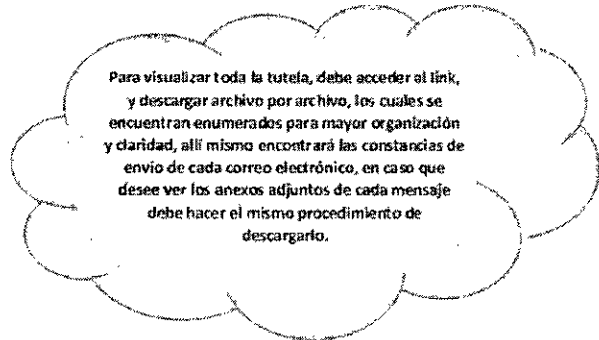 Para visualizar toda la tutela, debe acceder al link,
y descargar archivo por archivo, los cuales se
encuentran enumerados para mayor organización
y claridad, allí mismo encontrará las constancias de
envío de cada correo electrónico, en caso que
desee ver los anexos adjuntos de cada mensaje
debe hacer el mismo procedimiento de
descargarlo.